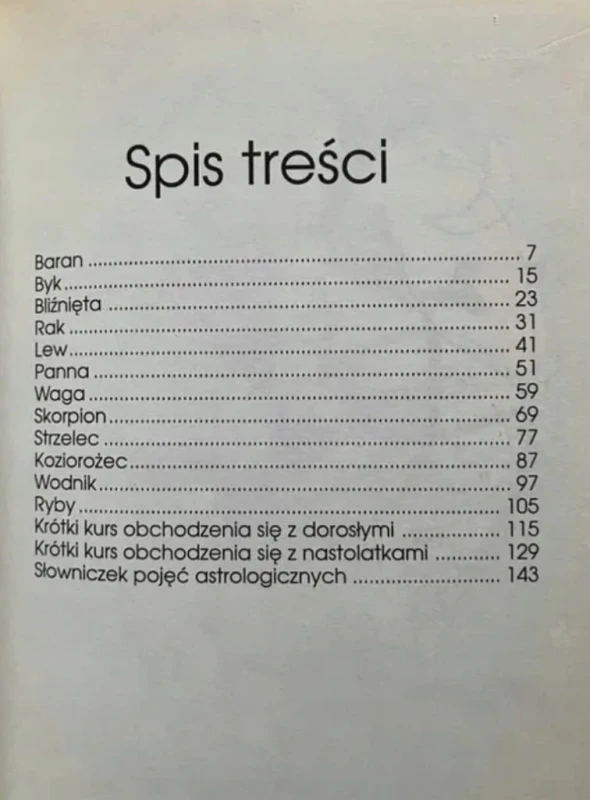 Spis treści
Baran ........................................................................ 7
Byk............................................................................ 15
Bliźnięta ................................................................... 23
Rak ........................................................................... 31
Lew........................................................................... 41
Panna ...................................................................... 51
Waga ....................................................................... 59
Skorpion................................................................... 69
Strzelec .................................................................... 77
Koziorożec................................................................ 87
Wodnik..................................................................... 97
Ryby........................................................................ 105
Krótki kurs obchodzenia się z dorosłymi ................. 115
Krótki kurs obchodzenia się z nastolatkami ........... 129
Słowniczek pojęć astrologicznych ......................... 143